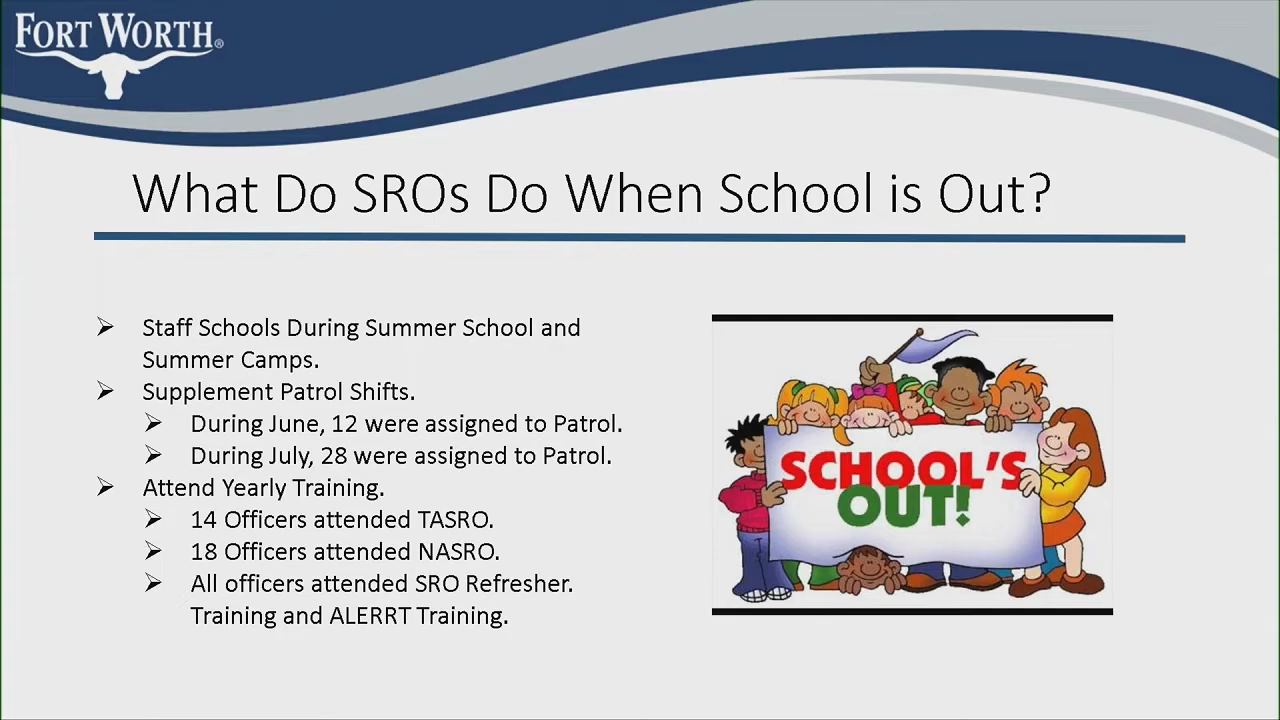 FORT WORTH®
What Do SROs Do When School is Out?
➢ Staff Schools During Summer School and
Summer Camps.
➢ Supplement Patrol Shifts.
➢ During June, 12 were assigned to Patrol.
➢ During July, 28 were assigned to Patrol.
➢ Attend Yearly Training.
➢ 14 Officers attended TASRO.
➢ 18 Officers attended NASRO.
➢ All officers attended SRO Refresher.
Training and ALERRT Training.
SCHOOL'S
OUT!